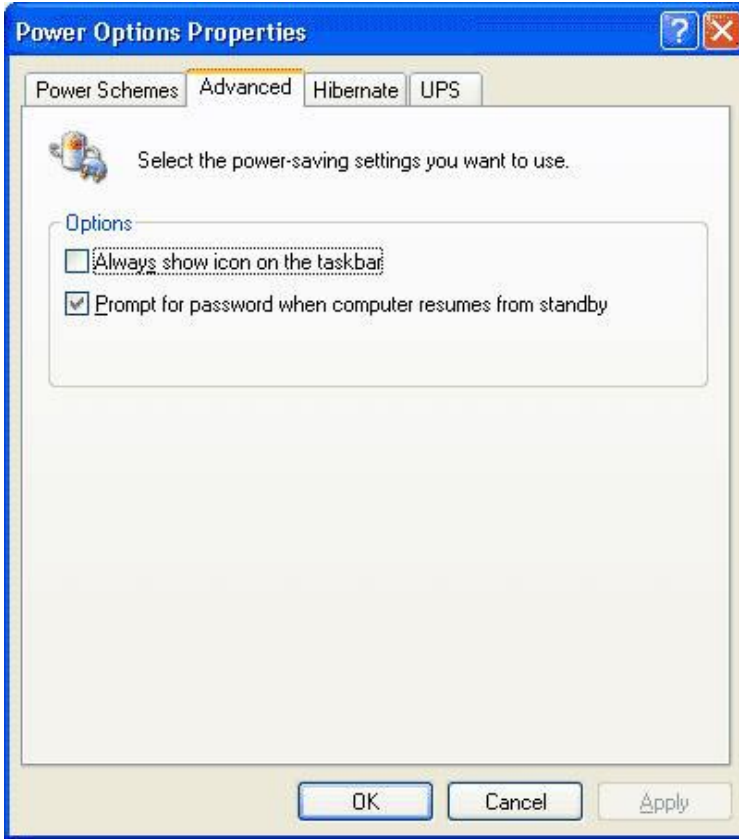 Power Options Properties
Power Schemes Advanced Hibernate UPS
Select the power-saving settings you want to use.
Options
Always show icon on the taskbar
Prompt for password when computer resumes from standby
OK Cancel Apply